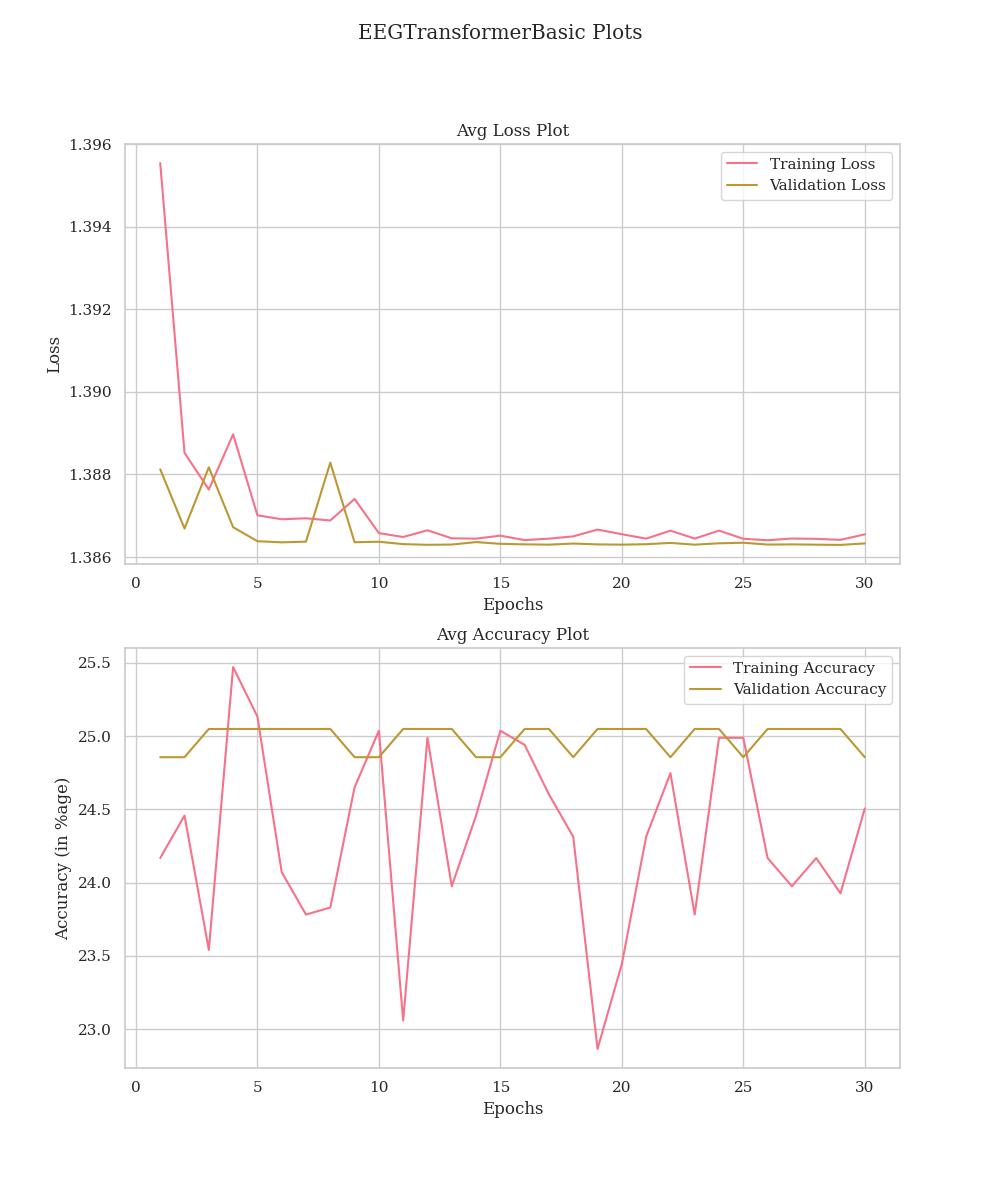 EEGTransformerBasic Plots
Avg Loss Plot
1.396
1.394
1.392
1.390
1.388
1.386
Loss
Training Loss
Validation Loss
0 5 10 15 20 25 30
Epochs
Avg Accuracy Plot
25.5
25.0
24.5
24.0
23.5
23.0
Accuracy (in %age)
Training Accuracy
Validation Accuracy
0 5 10 15 20 25 30
Epochs